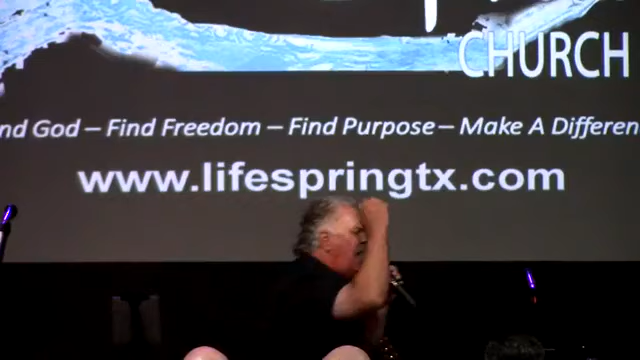 CHURCH
nd God – Find Freedom – Find Purpose – Make A Differen
www.lifespringtx.com